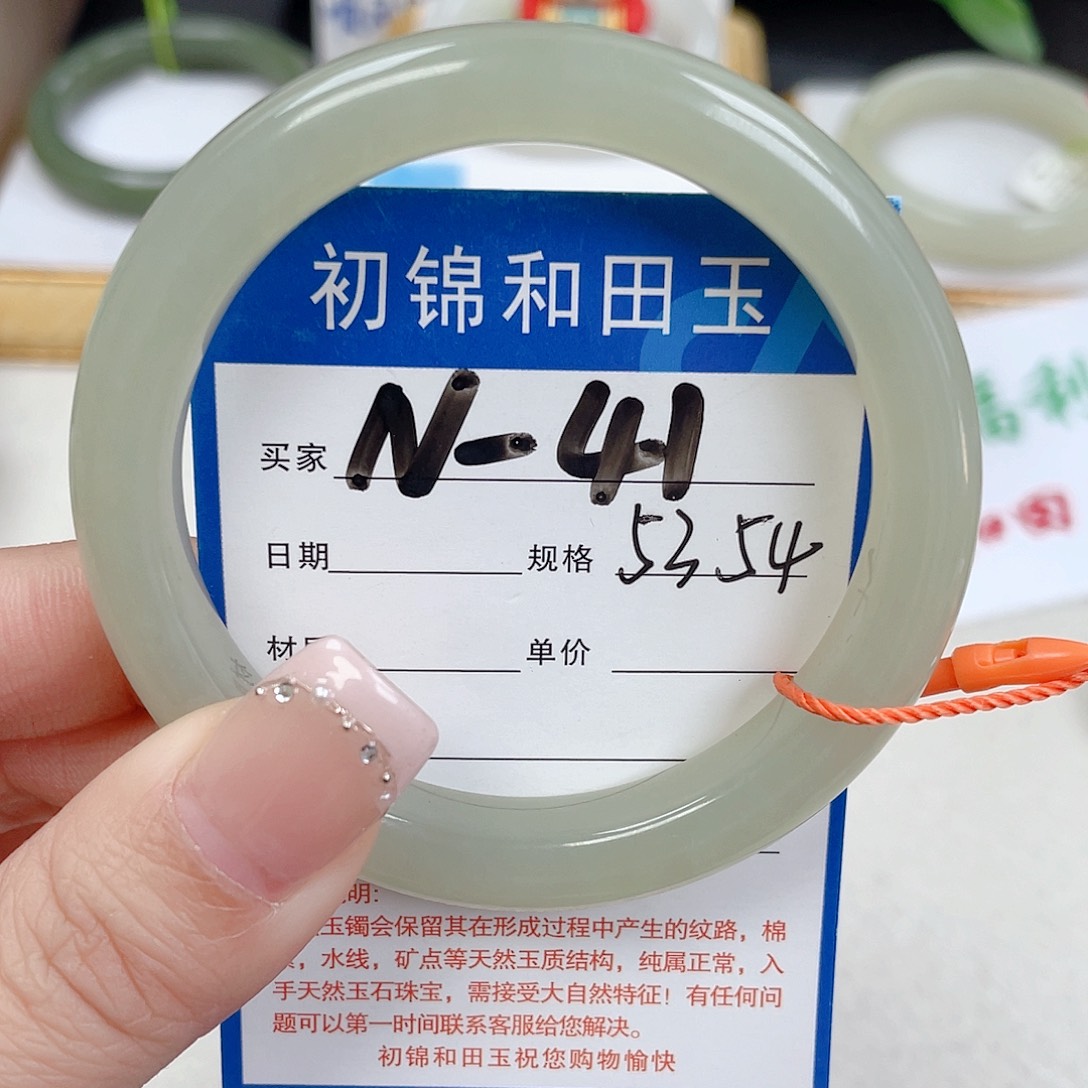 初锦和田玉
买家 N-41
日期 规格 53 54
单价
明:
玉镯会保留其在形成过程中产生的纹路，棉
，水线，矿点等天然玉质结构，纯属正常，入
手天然玉石珠宝，需接受大自然特征！有任何问
题可以第一时间联系客服给您解决。
初锦和田玉祝您购物愉快